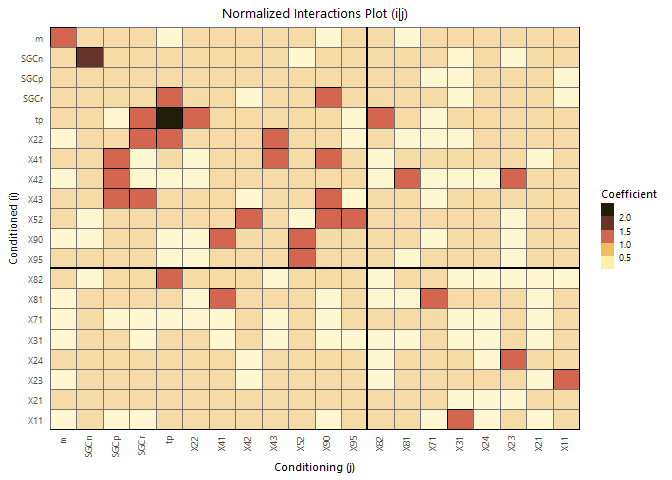 Normalized Interactions Plot (i|j)
Conditioned (i)
m
SGCn
SGCp
SGCr
tp
X22
X41
X42
X43
X52
X90
X95
X82
X81
X71
X31
X24
X23
X21
X11
m
SGCn
SGCp
SGCr
tp
X22
X41
X42
X43
X52
X90
X95
X82
X81
X71
X31
X24
X23
X21
X11
Conditioning (j)
Coefficient
2.0
1.5
1.0
0.5